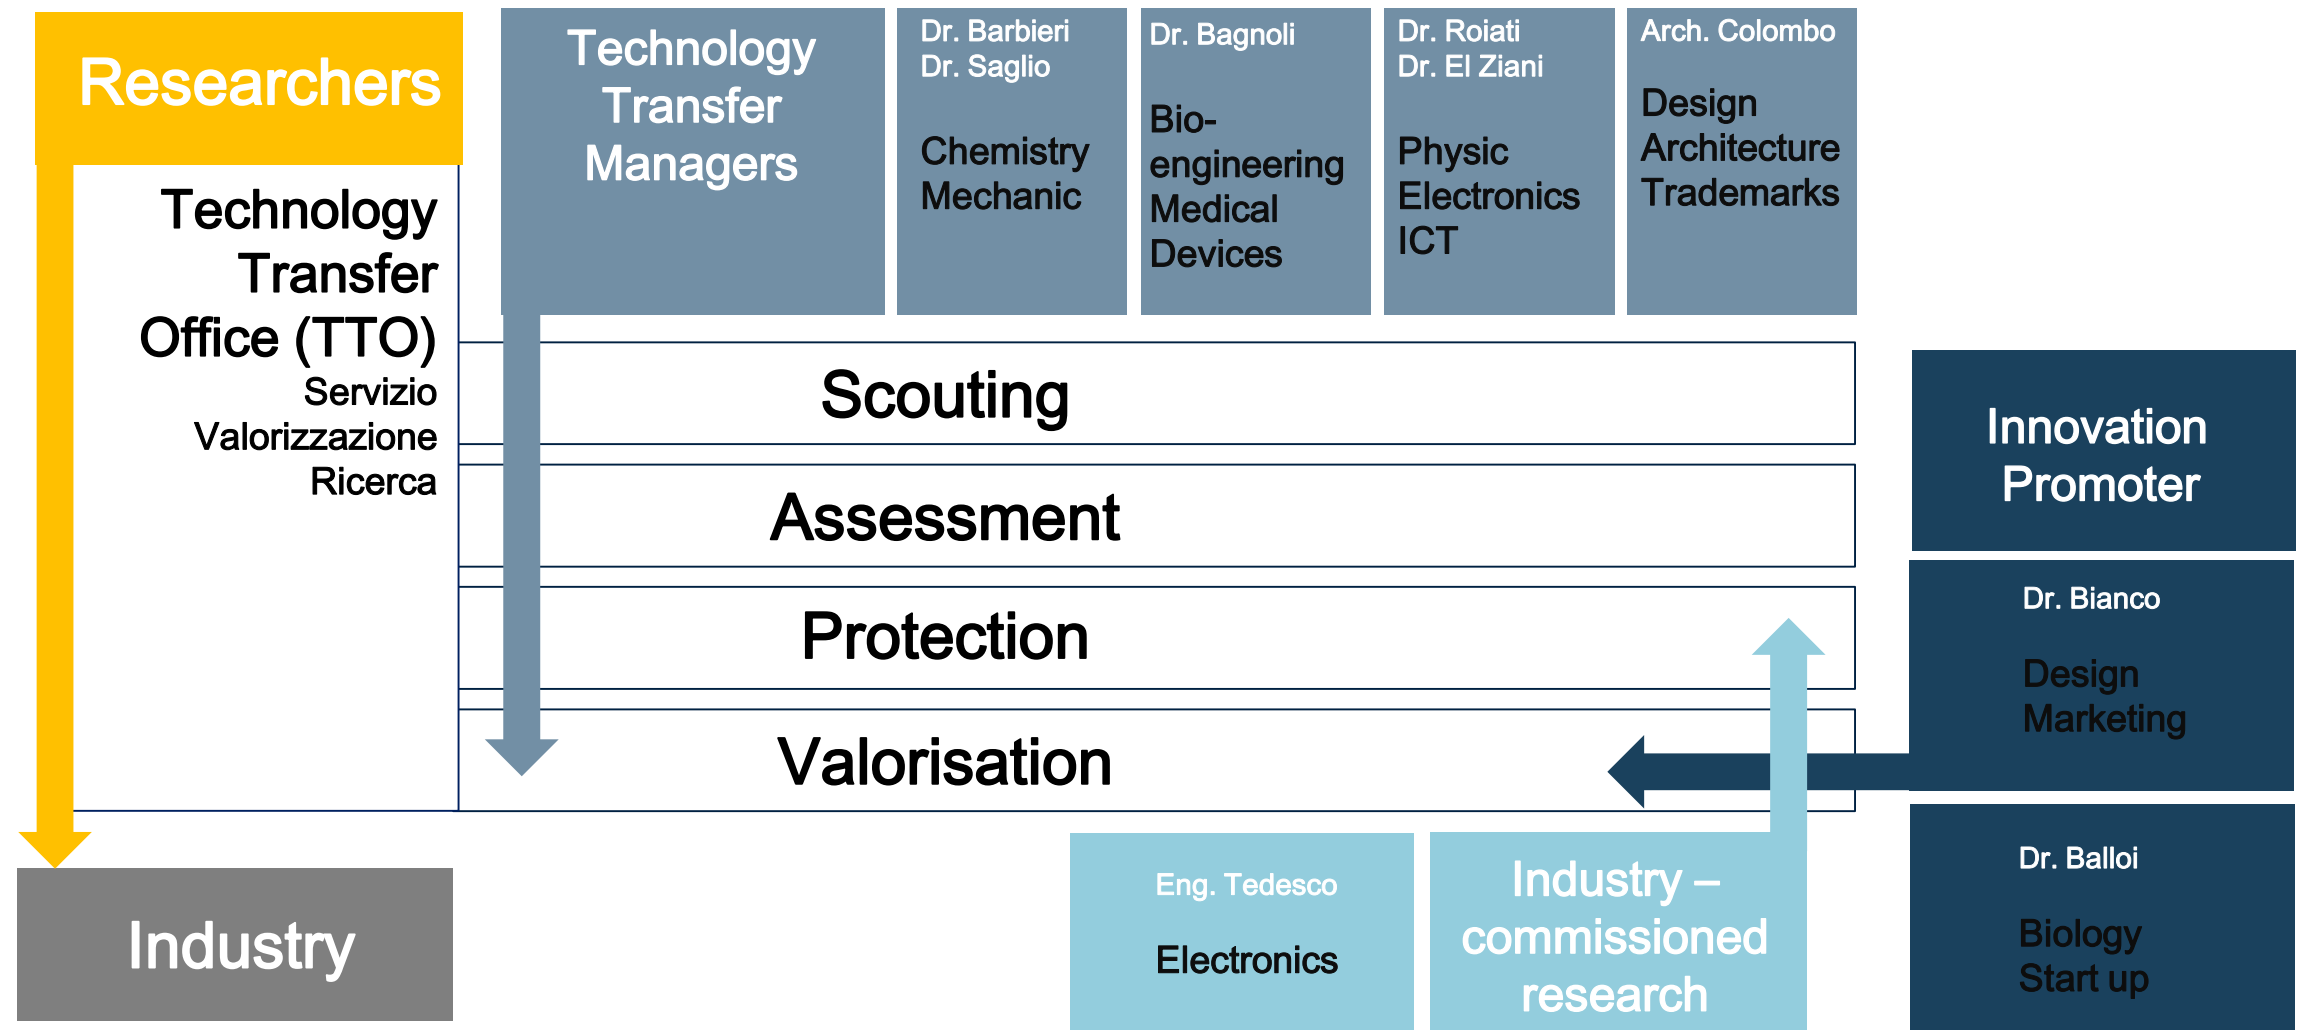 Researchers
Technology
Transfer
Office (TTO)
Servizio
Valorizzazione
Ricerca
Industry
Technology
Transfer
Managers
Dr. Barbieri
Dr. Saglio
Chemistry
Mechanic
Dr. Bagnoli
Bio-
engineering
Medical
Devices
Dr. Roiati
Dr. El Ziani
Physic
Electronics
ICT
Arch. Colombo
Design
Architecture
Trademarks
Scouting
Assessment
Protection
Valorisation
Innovation
Promoter
Dr. Bianco
Design
Marketing
Dr. Balloi
Biology
Start up
Eng. Tedesco
Electronics
Industry –
commissioned
research